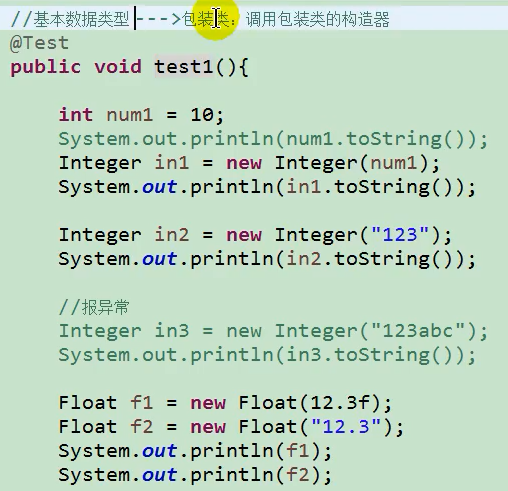 //基本数据类型 --->包装类：调用包装类的构造器
@Test
public void test1(){
int num1 = 10;
System.out.println(num1.toString());
Integer in1 = new Integer(num1);
System.out.println(in1.toString());
Integer in2 = new Integer("123");
System.out.println(in2.toString());
//报异常
Integer in3 = new Integer("123abc");
System.out.println(in3.toString());
Float f1 = new Float(12.3f);
Float f2 = new Float("12.3");
System.out.println(f1);
System.out.println(f2);